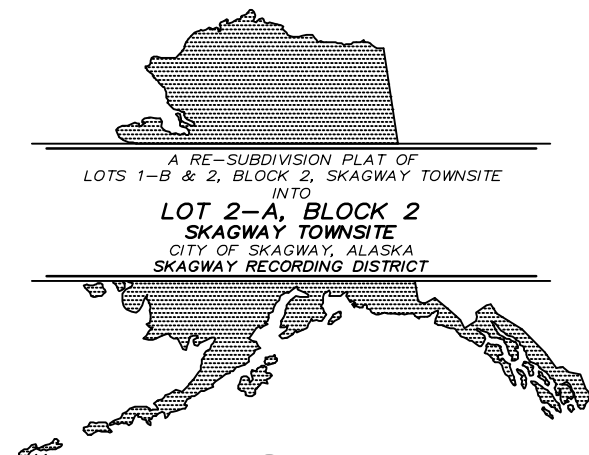 A RE-SUBDIVISION PLAT OF
LOTS 1-B & 2, BLOCK 2, SKAGWAY TOWNSITE
INTO
LOT 2-A, BLOCK 2
SKAGWAY TOWNSITE
CITY OF SKAGWAY, ALASKA
SKAGWAY RECORDING DISTRICT